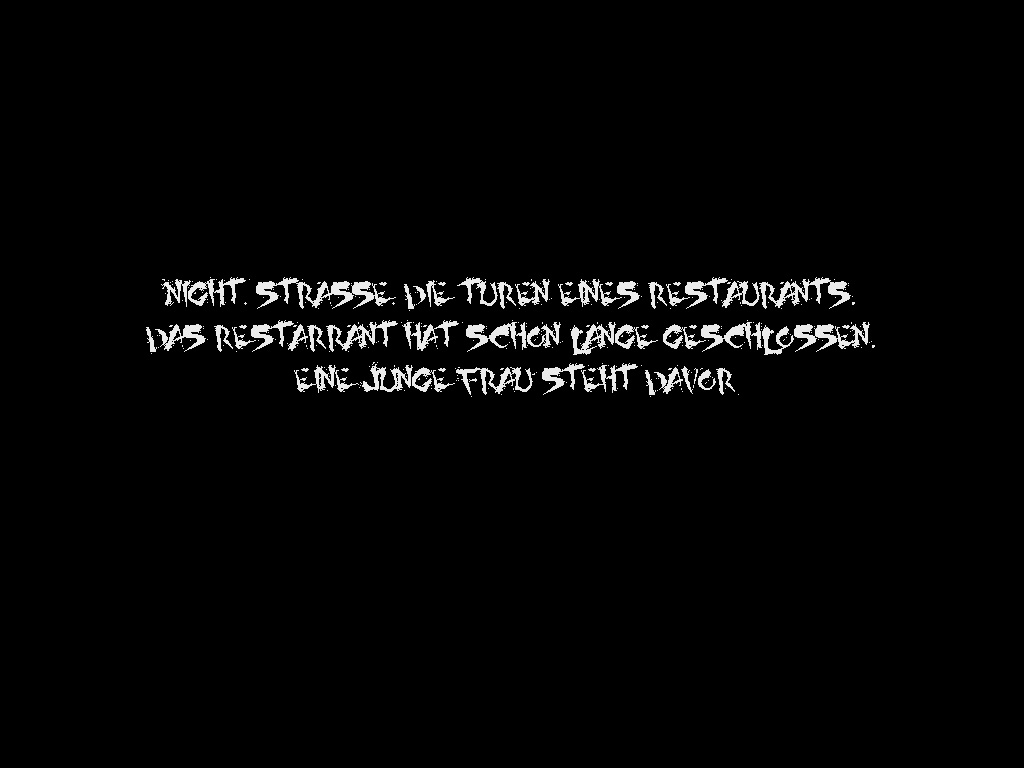 NICHT. STRASSE. DIE TUREN EINES RESTAURANTS.
DAS RESTARRANT HAT SCHON LANGE GESCHLOSSEN.
EINE JUNGE FRAU STEHT DAVOR